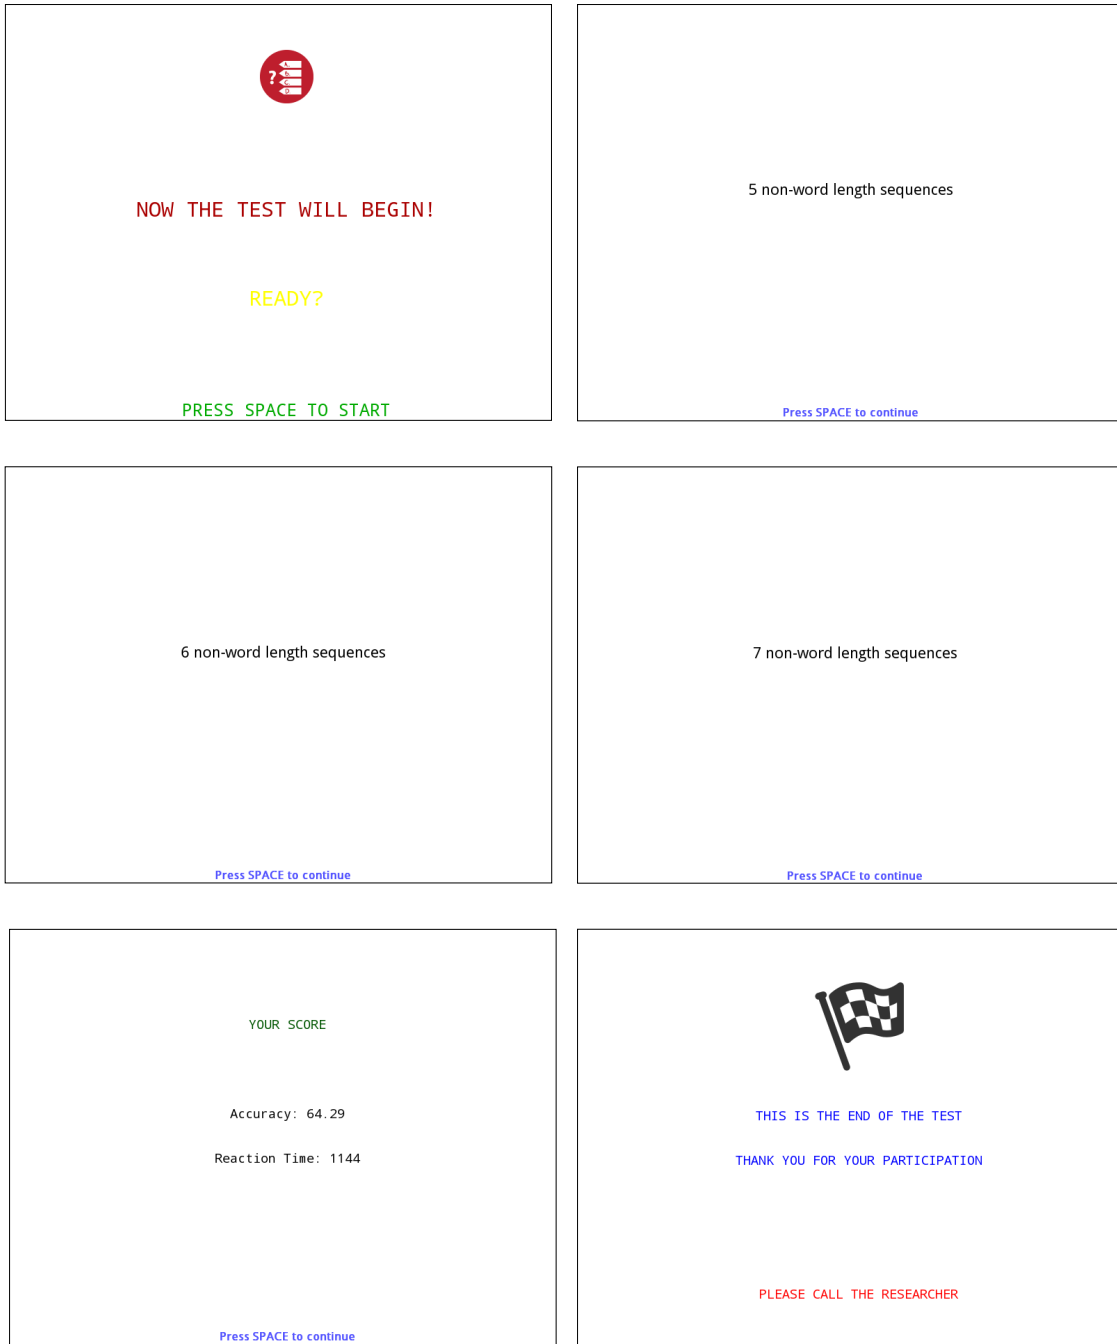 ?
A.
B.
C.
D.
NOW THE TEST WILL BEGIN!
READY?
PRESS SPACE TO START
5 non-word length sequences
Press SPACE to continue
6 non-word length sequences
Press SPACE to continue
7 non-word length sequences
Press SPACE to continue
YOUR SCORE
Accuracy: 64.29
Reaction Time: 1144
Press SPACE to continue
THIS IS THE END OF THE TEST
THANK YOU FOR YOUR PARTICIPATION
PLEASE CALL THE RESEARCHER